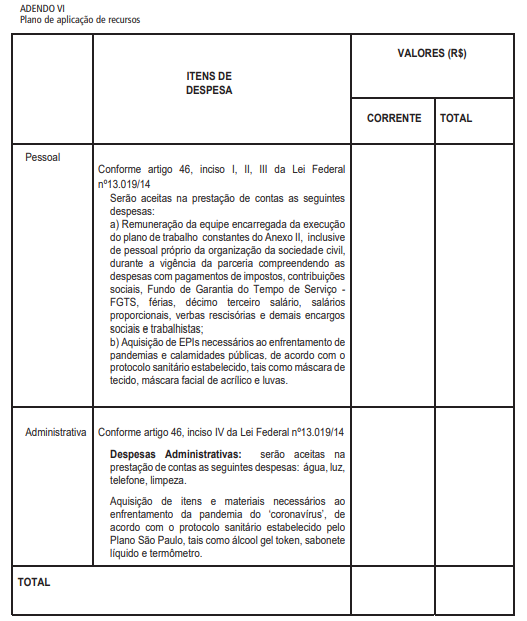 ADENDO VI
Plano de aplicação de recursos
ITENS DE
DESPESA
VALORES (R$)
CORRENTE
TOTAL
Pessoal
Conforme artigo 46, inciso I, II, III da Lei Federal
nº13.019/14
Serão aceitas na prestação de contas as seguintes
despesas:
a) Remuneração da equipe encarregada da execução
do plano de trabalho constantes do Anexo II, inclusive
de pessoal próprio da organização da sociedade civil,
durante a vigência da parceria compreendendo as
despesas com pagamentos de impostos, contribuições
sociais, Fundo de Garantia do Tempo de Serviço -
FGTS, férias, décimo terceiro salário, salários
proporcionais, verbas rescisórias e demais encargos
sociais e trabalhistas;
b) Aquisição de EPIs necessários ao enfrentamento de
pandemias e calamidades públicas, de acordo com o
protocolo sanitário estabelecido, tais como máscara de
tecido, máscara facial de acrílico e luvas.
Administrativa
Conforme artigo 46, inciso IV da Lei Federal nº13.019/14
Despesas Administrativas: serão aceitas na
prestação de contas as seguintes despesas: água, luz,
telefone, limpeza.
Aquisição de itens e materiais necessários ao
enfrentamento da pandemia do ‘coronavírus’, de
acordo com o protocolo sanitário estabelecido pelo
Plano São Paulo, tais como álcool gel token, sabonete
líquido e termômetro.
TOTAL